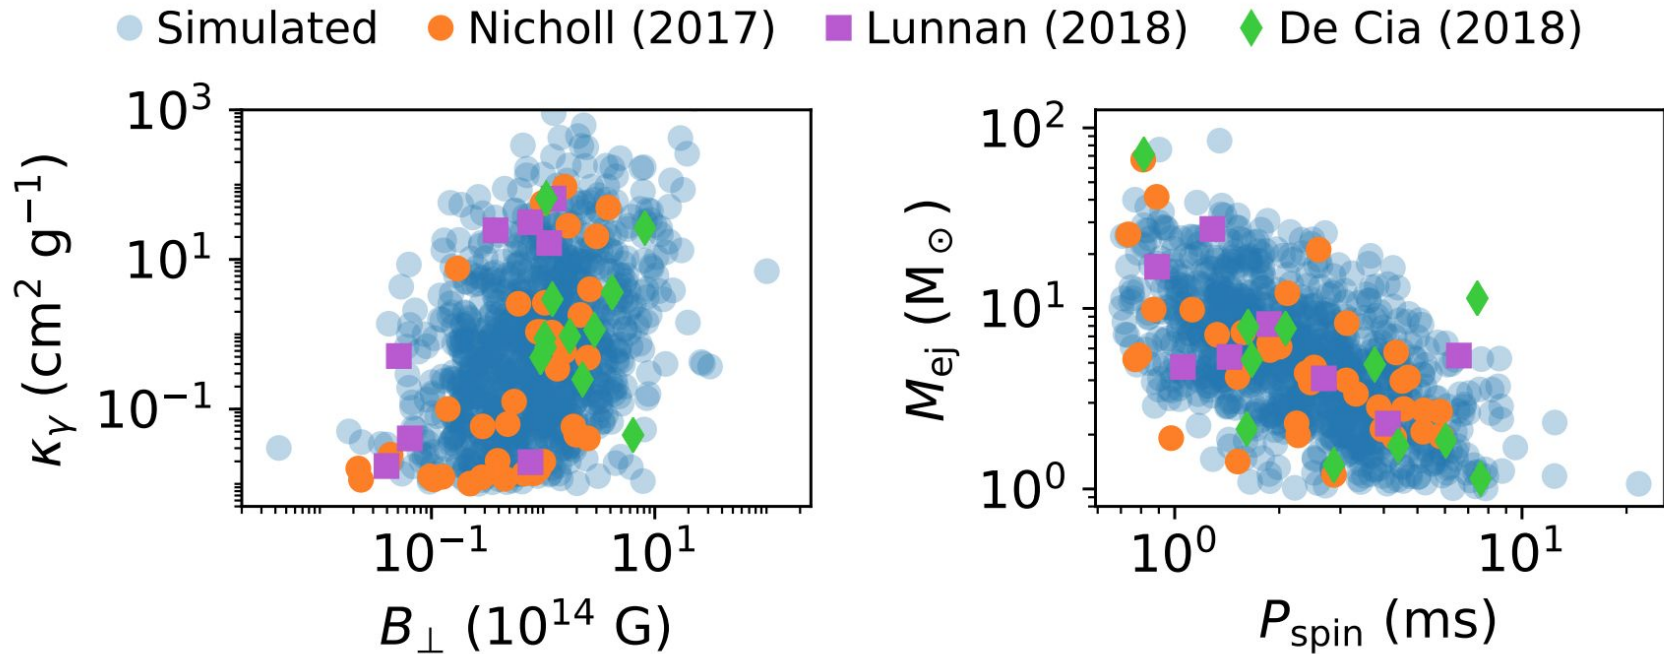 Simulated Nicholl (2017) Lunnan (2018) De Cia (2018)
10³
10¹
10⁻¹
κγ (cm² g⁻¹)
10⁻¹ 10¹
B⊥ (10¹⁴ G)
10²
10¹
10⁰
Mej (M⊙)
10⁰ 10¹
Pspin (ms)